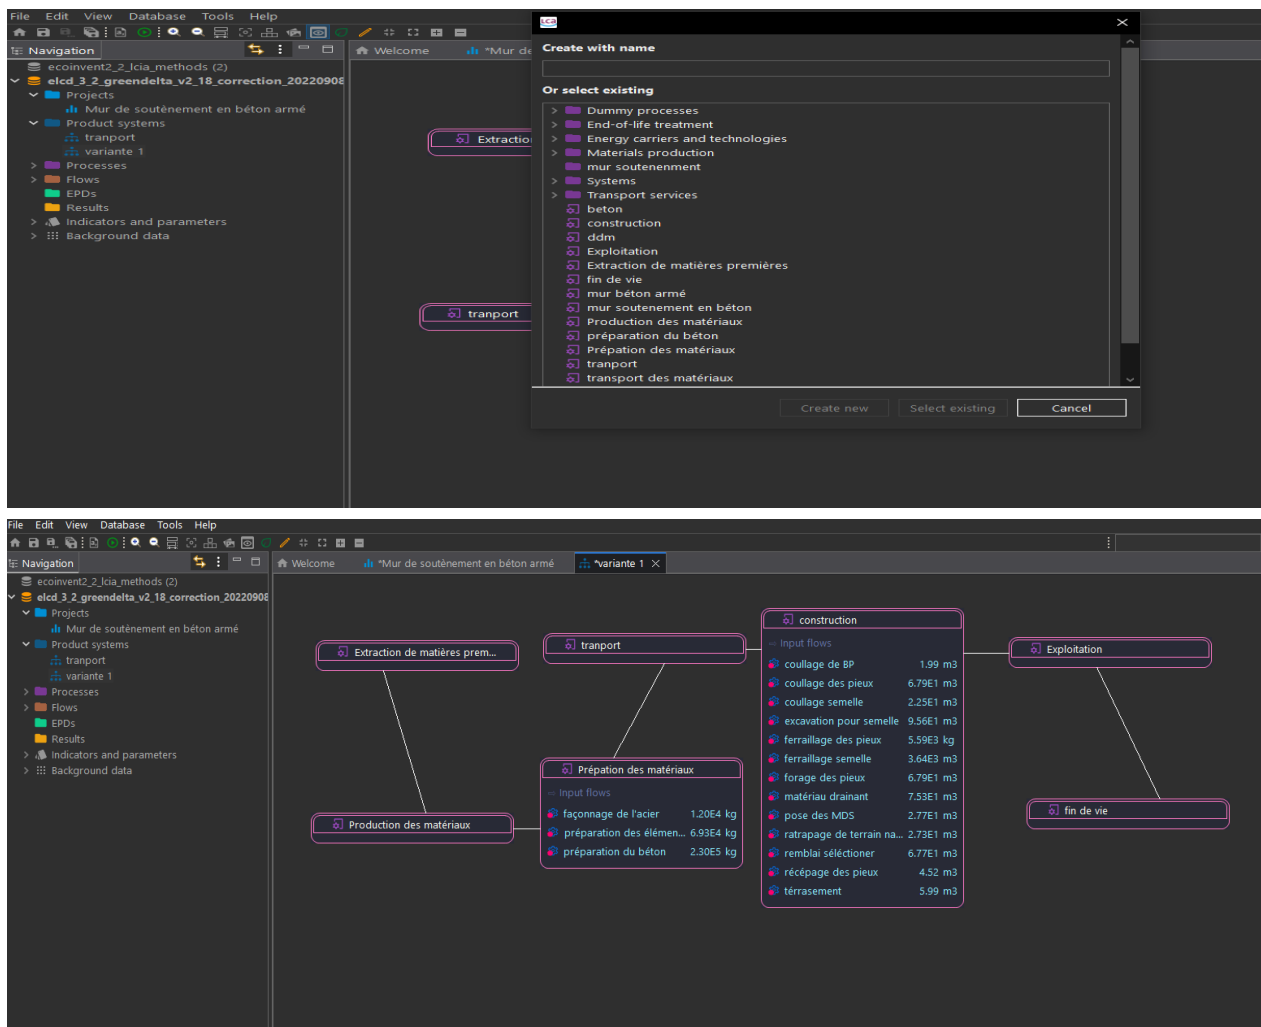 File Edit View Database Tools Help
Navigation
Welcome
*Mur de
ecoinvent2_2_lcia_methods (2)
elcd_3_2_greendelta_v2_18_correction_20220908
Projects
Mur de soutènement en béton armé
Product systems
tranport
variante 1
Processes
Flows
EPDs
Results
Indicators and parameters
Background data
Extractio
tranport
LCA
Create with name
Or select existing
Dummy processes
End-of-life treatment
Energy carriers and technologies
Materials production
mur soutenenment
Systems
Transport services
beton
construction
ddm
Exploitation
Extraction de matières premières
fin de vie
mur béton armé
mur soutenement en béton
Production des matériaux
préparation du béton
Prépation des matériaux
tranport
transport des matériaux
Create new Select existing Cancel
File Edit View Database Tools Help
Navigation
Welcome
*Mur de soutènement en béton armé
*variante 1
ecoinvent2_2_lcia_methods (2)
elcd_3_2_greendelta_v2_18_correction_20220908
Projects
Mur de soutènement en béton armé
Product systems
tranport
variante 1
Processes
Flows
EPDs
Results
Indicators and parameters
Background data
Extraction de matières prem...
Production des matériaux
tranport
Prépation des matériaux
Input flows
façonnage de l'acier 1.20E4 kg
préparation des élémen... 6.93E4 kg
préparation du béton 2.30E5 kg
construction
Input flows
coullage de BP 1.99 m3
coullage des pieux 6.79E1 m3
coullage semelle 2.25E1 m3
excavation pour semelle 9.56E1 m3
ferraillage des pieux 5.59E3 kg
ferraillage semelle 3.64E3 m3
forage des pieux 6.79E1 m3
matériau drainant 7.53E1 m3
pose des MDS 2.77E1 m3
ratrapage de terrain na... 2.73E1 m3
remblai séléctioner 6.77E1 m3
récépage des pieux 4.52 m3
térrasement 5.99 m3
Exploitation
fin de vie